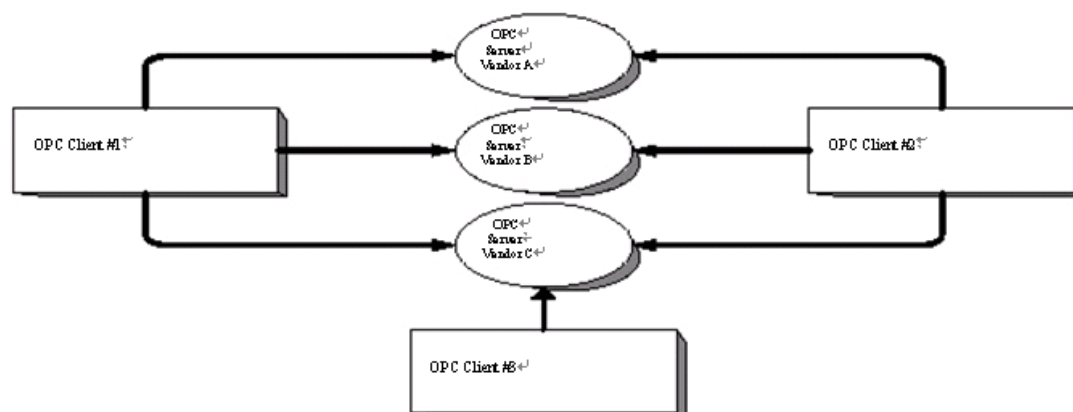 OPC↵
Server↵
Vendor A↵
OPC Client #1↵
OPC↵
Server↵
Vendor B↵
OPC Client #2↵
OPC↵
Server↵
Vendor C↵
OPC Client #3↵